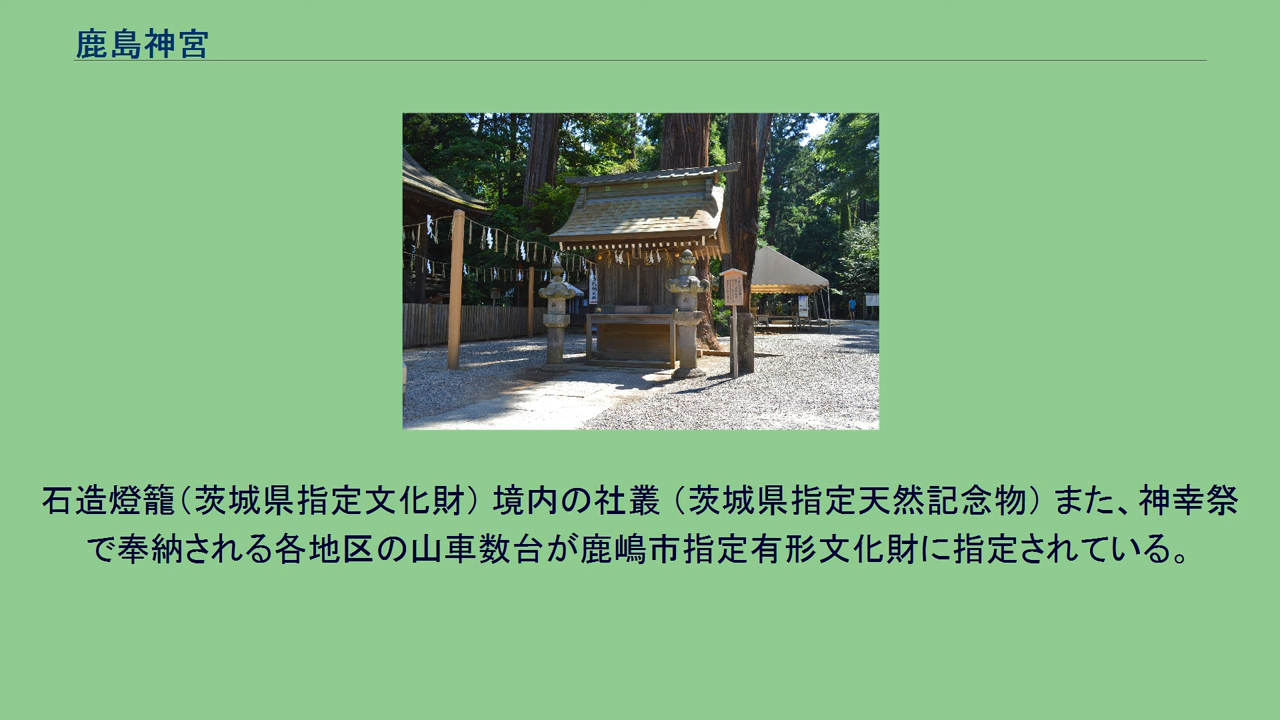 鹿島神宮
石造燈籠（茨城県指定文化財） 境内の社叢 （茨城県指定天然記念物） また、神幸祭
で奉納される各地区の山車数台が鹿嶋市指定有形文化財に指定されている。